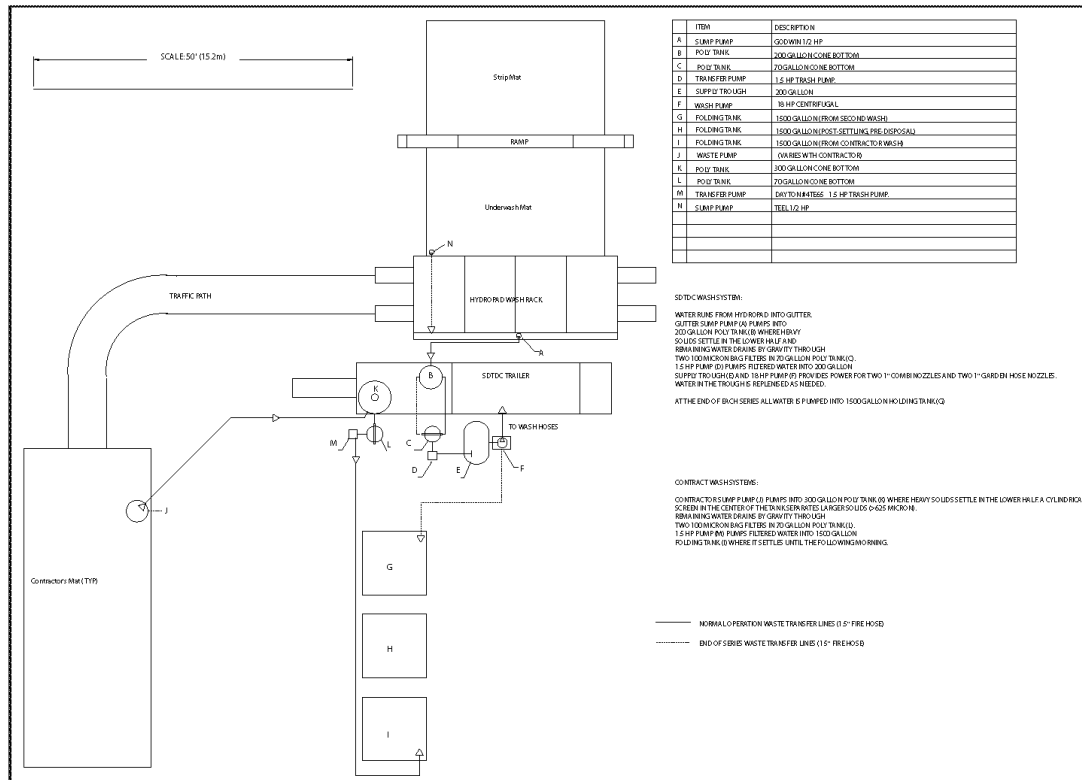 SCALE: 50' (15.2m)
Strip Mat
RAMP
Underwash Mat
N
TRAFFIC PATH
HYDROPAD WASH RACK
A
B
SDTDC TRAILER
K
TO WASH HOSES
M
L
C
D
E
F
J
G
Contractor's Mat (TYP)
H
I
ITEM DESCRIPTION
A SUMP PUMP GODWIN 1/2 HP
B POLY TANK 200 GALLON CONE BOTTOM
C POLY TANK 70 GALLON CONE BOTTOM
D TRANSFER PUMP 1.5 HP TRASH PUMP.
E SUPPLY TROUGH 200 GALLON
F WASH PUMP 18 HP CENTRIFUGAL
G FOLDING TANK 1500 GALLON (FROM SECOND WASH)
H FOLDING TANK 1500 GALLON (POST-SETTLING, PRE-DISPOSAL)
I FOLDING TANK 1500 GALLON (FROM CONTRACTOR WASH)
J WASTE PUMP (VARIES WITH CONTRACTOR)
K POLY TANK 300 GALLON CONE BOTTOM
L POLY TANK 70 GALLON CONE BOTTOM
M TRANSFER PUMP DAYTON #4TE65 1.5 HP TRASH PUMP.
N SUMP PUMP TEEL 1/2 HP
SDTDC WASH SYSTEM:
WATER RUNS FROM HYDROPAD INTO GUTTER.
GUTTER SUMP PUMP (A) PUMPS INTO
200 GALLON POLY TANK (B) WHERE HEAVY
SOLIDS SETTLE IN THE LOWER HALF AND
REMAINING WATER DRAINS BY GRAVITY THROUGH
TWO 100 MICRON BAG FILTERS IN 70 GALLON POLY TANK (C).
1.5 HP PUMP (D) PUMPS FILTERED WATER INTO 200 GALLON
SUPPLY TROUGH (E) AND 18 HP PUMP (F) PROVIDES POWER FOR TWO 1" COMBI NOZZLES AND TWO 1" GARDEN HOSE NOZZLES.
WATER IN THE TROUGH IS REPLENISED AS NEEDED.
AT THE END OF EACH SERIES ALL WATER IS PUMPED INTO 1500 GALLON HOLDING TANK (G)
CONTRACT WASH SYSTEMS:
CONTRACTOR SUMP PUMP (J) PUMPS INTO 300 GALLON POLY TANK (K) WHERE HEAVY SOLIDS SETTLE IN THE LOWER HALF. A CYLINDRICA
SCREEN IN THE CENTER OF THE TANK SEPARATES LARGER SOLIDS (>625 MICRON).
REMAINING WATER DRAINS BY GRAVITY THROUGH
TWO 100 MICRON BAG FILTERS IN 70 GALLON POLY TANK (L).
1.5 HP PUMP (M) PUMPS FILTERED WATER INTO 1500 GALLON
FOLDING TANK (I) WHERE IT SETTLES UNTIL THE FOLLOWING MORNING.
NORMAL OPERATION WASTE TRANSFER LINES (1.5" FIRE HOSE)
END OF SERIES WASTE TRANSFER LINES (1.5" FIRE HOSE)